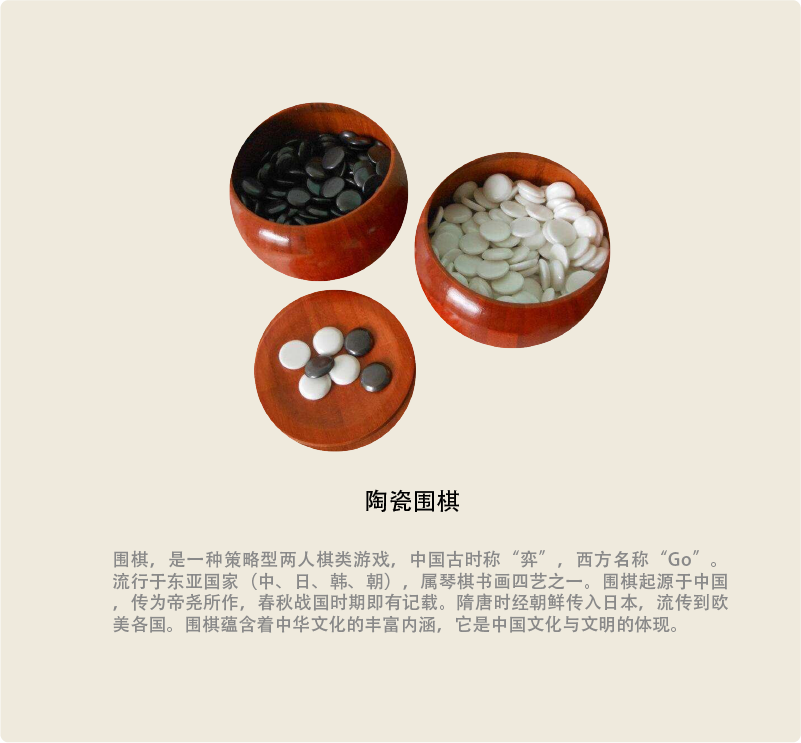 陶瓷围棋
围棋，是一种策略型两人棋类游戏，中国古时称“弈”，西方名称“Go”。
流行于东亚国家（中、日、韩、朝），属琴棋书画四艺之一。围棋起源于中国
，传为帝尧所作，春秋战国时期即有记载。隋唐时经朝鲜传入日本，流传到欧
美各国。围棋蕴含着中华文化的丰富内涵，它是中国文化与文明的体现。